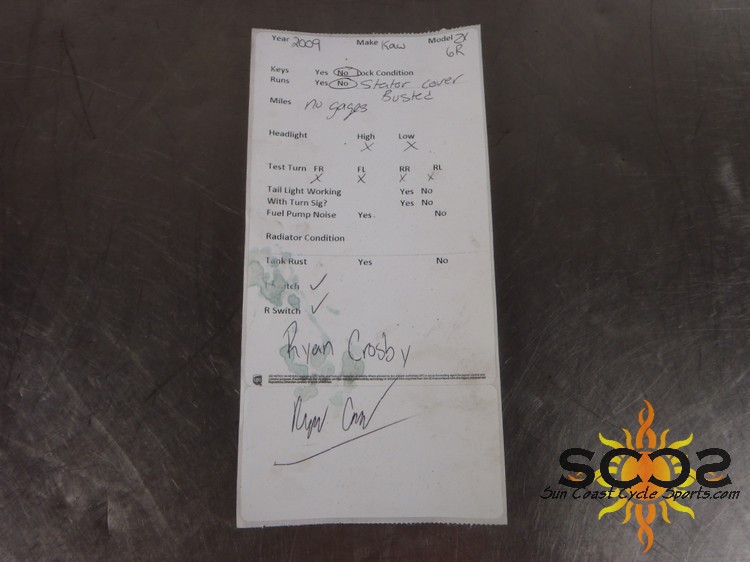 Year 2009 Make Kaw Model ZX
6R
Keys Yes No Lock Condition
Runs Yes No Stator cover
Busted
Miles no gages
Headlight High Low
X X
Test Turn FR FL RR RL
X X X X
Tail Light Working Yes No
With Turn Sig? Yes No
Fuel Pump Noise Yes No
Radiator Condition
Tank Rust Yes No
✓
R Switch ✓
Ryan Crosby
SCCS
Sun Coast Cycle Sports.com